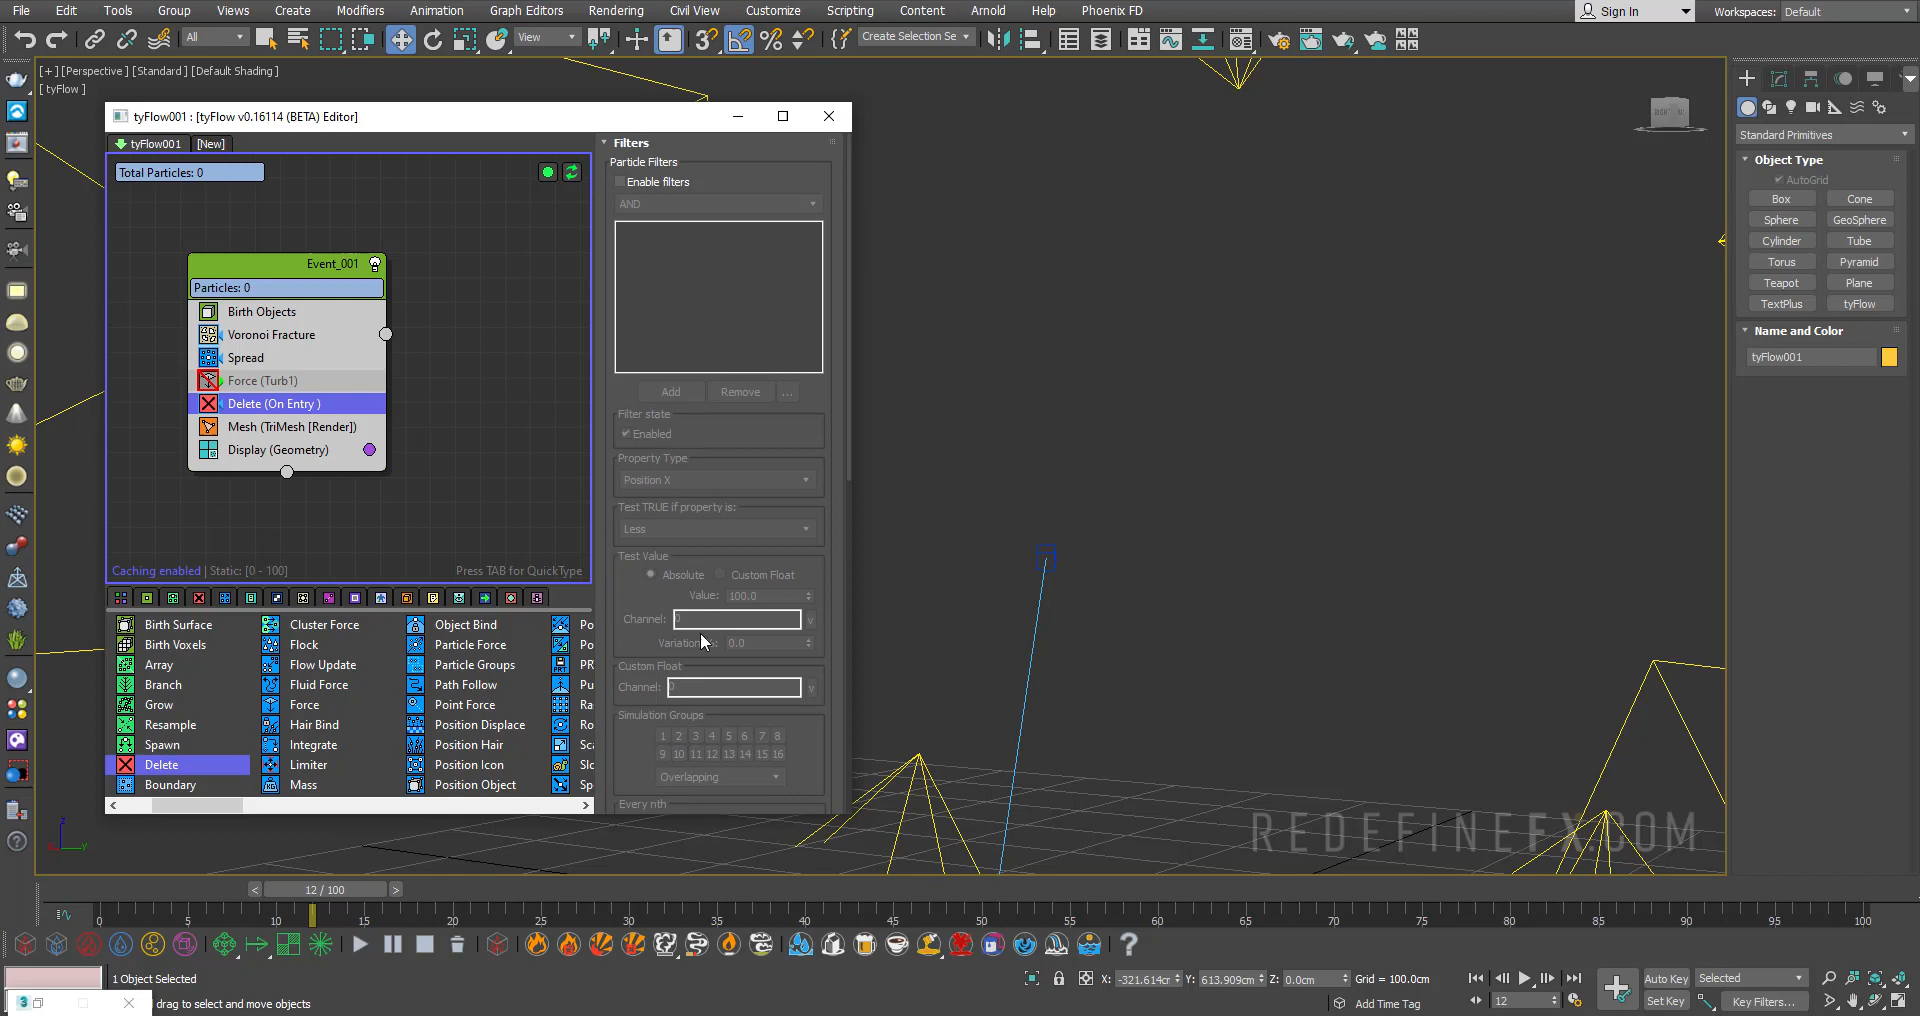 File Edit Tools Group Views Create Modifiers Animation Graph Editors Rendering Civil View Customize Scripting Content Arnold Help Phoenix FD Sign In Workspaces: Default
All View Create Selection Se
[+] [Perspective ] [Standard ] [Default Shading ]
[ tyFlow ]
tyFlow001 : [tyFlow v0.16114 (BETA) Editor]
tyFlow001 [New]
Total Particles: 0
Event_001
Particles: 0
Birth Objects
Voronoi Fracture
Spread
Force (Turb1)
Delete (On Entry )
Mesh (TriMesh [Render])
Display (Geometry)
Caching enabled | Static: [0 - 100] Press TAB for QuickType
Birth Surface Cluster Force Object Bind Po
Birth Voxels Flock Particle Force Po
Array Flow Update Particle Groups PR
Branch Fluid Force Path Follow Pu
Grow Force Point Force Ra
Resample Hair Bind Position Displace Ro
Spawn Integrate Position Hair Sca
Delete Limiter Position Icon Slo
Boundary Mass Position Object Sp
Filters
Particle Filters
Enable filters
AND
Add Remove ...
Filter state
Enabled
Property Type
Position X
Test TRUE if property is:
Less
Test Value
Absolute Custom Float
Value: 100.0
Channel: 0
Variation 0.0
Custom Float
Channel: 0
Simulation Groups
1 2 3 4 5 6 7 8
9 10 11 12 13 14 15 16
Overlapping
Every nth
Standard Primitives
Object Type
AutoGrid
Box Cone
Sphere GeoSphere
Cylinder Tube
Torus Pyramid
Teapot Plane
TextPlus tyFlow
Name and Color
tyFlow001
REDEFINEFX.COM
z
y
< 12 / 100 >
0 5 10 15 20 25 30 35 40 45 50 55 60 65 70 75 80 85 90 95 100
1 Object Selected
X: -321.614cm Y: 613.909cm Z: 0.0cm Grid = 100.0cm
Auto Key Selected
drag to select and move objects
Add Time Tag
12
Set Key Key Filters...